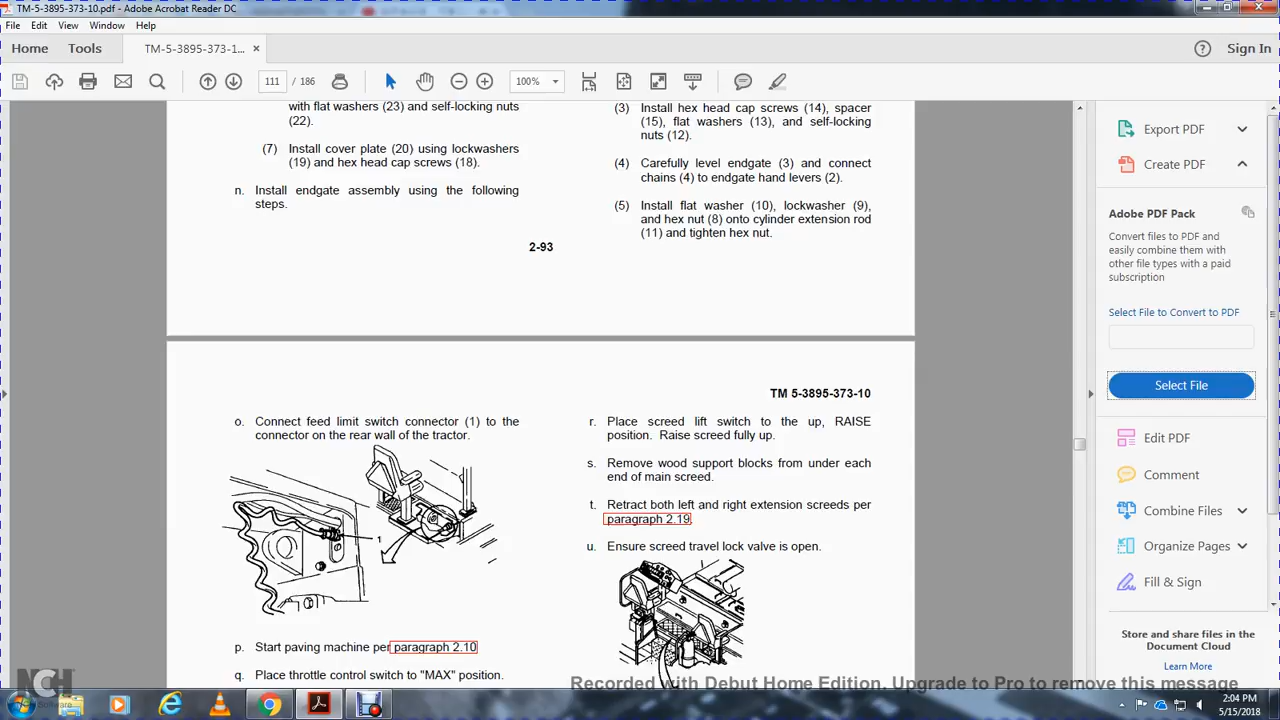 TM-5-3895-373-10.pdf - Adobe Acrobat Reader DC
File Edit View Window Help
Home Tools TM-5-3895-373-1... × Sign In
111 / 186 100%
with flat washers (23) and self-locking nuts
(22).
(7) Install cover plate (20) using lockwashers
(19) and hex head cap screws (18).
n. Install endgate assembly using the following
steps.
(3) Install hex head cap screws (14), spacer
(15), flat washers (13), and self-locking
nuts (12).
(4) Carefully level endgate (3) and connect
chains (4) to endgate hand levers (2).
(5) Install flat washer (10), lockwasher (9),
and hex nut (8) onto cylinder extension rod
(11) and tighten hex nut.
2-93
TM 5-3895-373-10
o. Connect feed limit switch connector (1) to the
connector on the rear wall of the tractor.
1
p. Start paving machine per paragraph 2.10
q. Place throttle control switch to "MAX" position.
r. Place screed lift switch to the up, RAISE
position. Raise screed fully up.
s. Remove wood support blocks from under each
end of main screed.
t. Retract both left and right extension screeds per
paragraph 2.19.
u. Ensure screed travel lock valve is open.
Export PDF
Create PDF
Adobe PDF Pack
Convert files to PDF and
easily combine them with
other file types with a paid
subscription
Select File to Convert to PDF
Select File
Edit PDF
Comment
Combine Files
Organize Pages
Fill & Sign
Store and share files in the
Document Cloud
Learn More
NCH
Software
Recorded with Debut Home Edition. Upgrade to Pro to remove this message
2:04 PM
5/15/2018